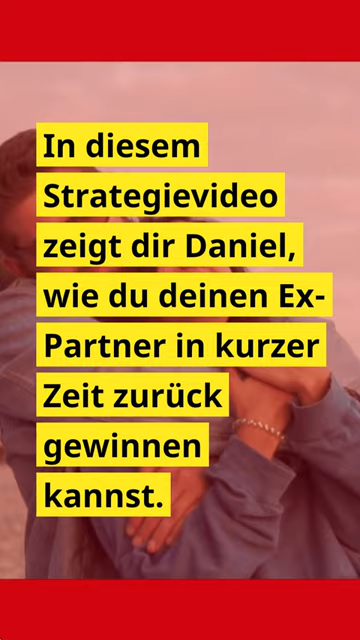 In diesem
Strategievideo
zeigt dir Daniel,
wie du deinen Ex-
Partner in kurzer
Zeit zurück
gewinnen
kannst.